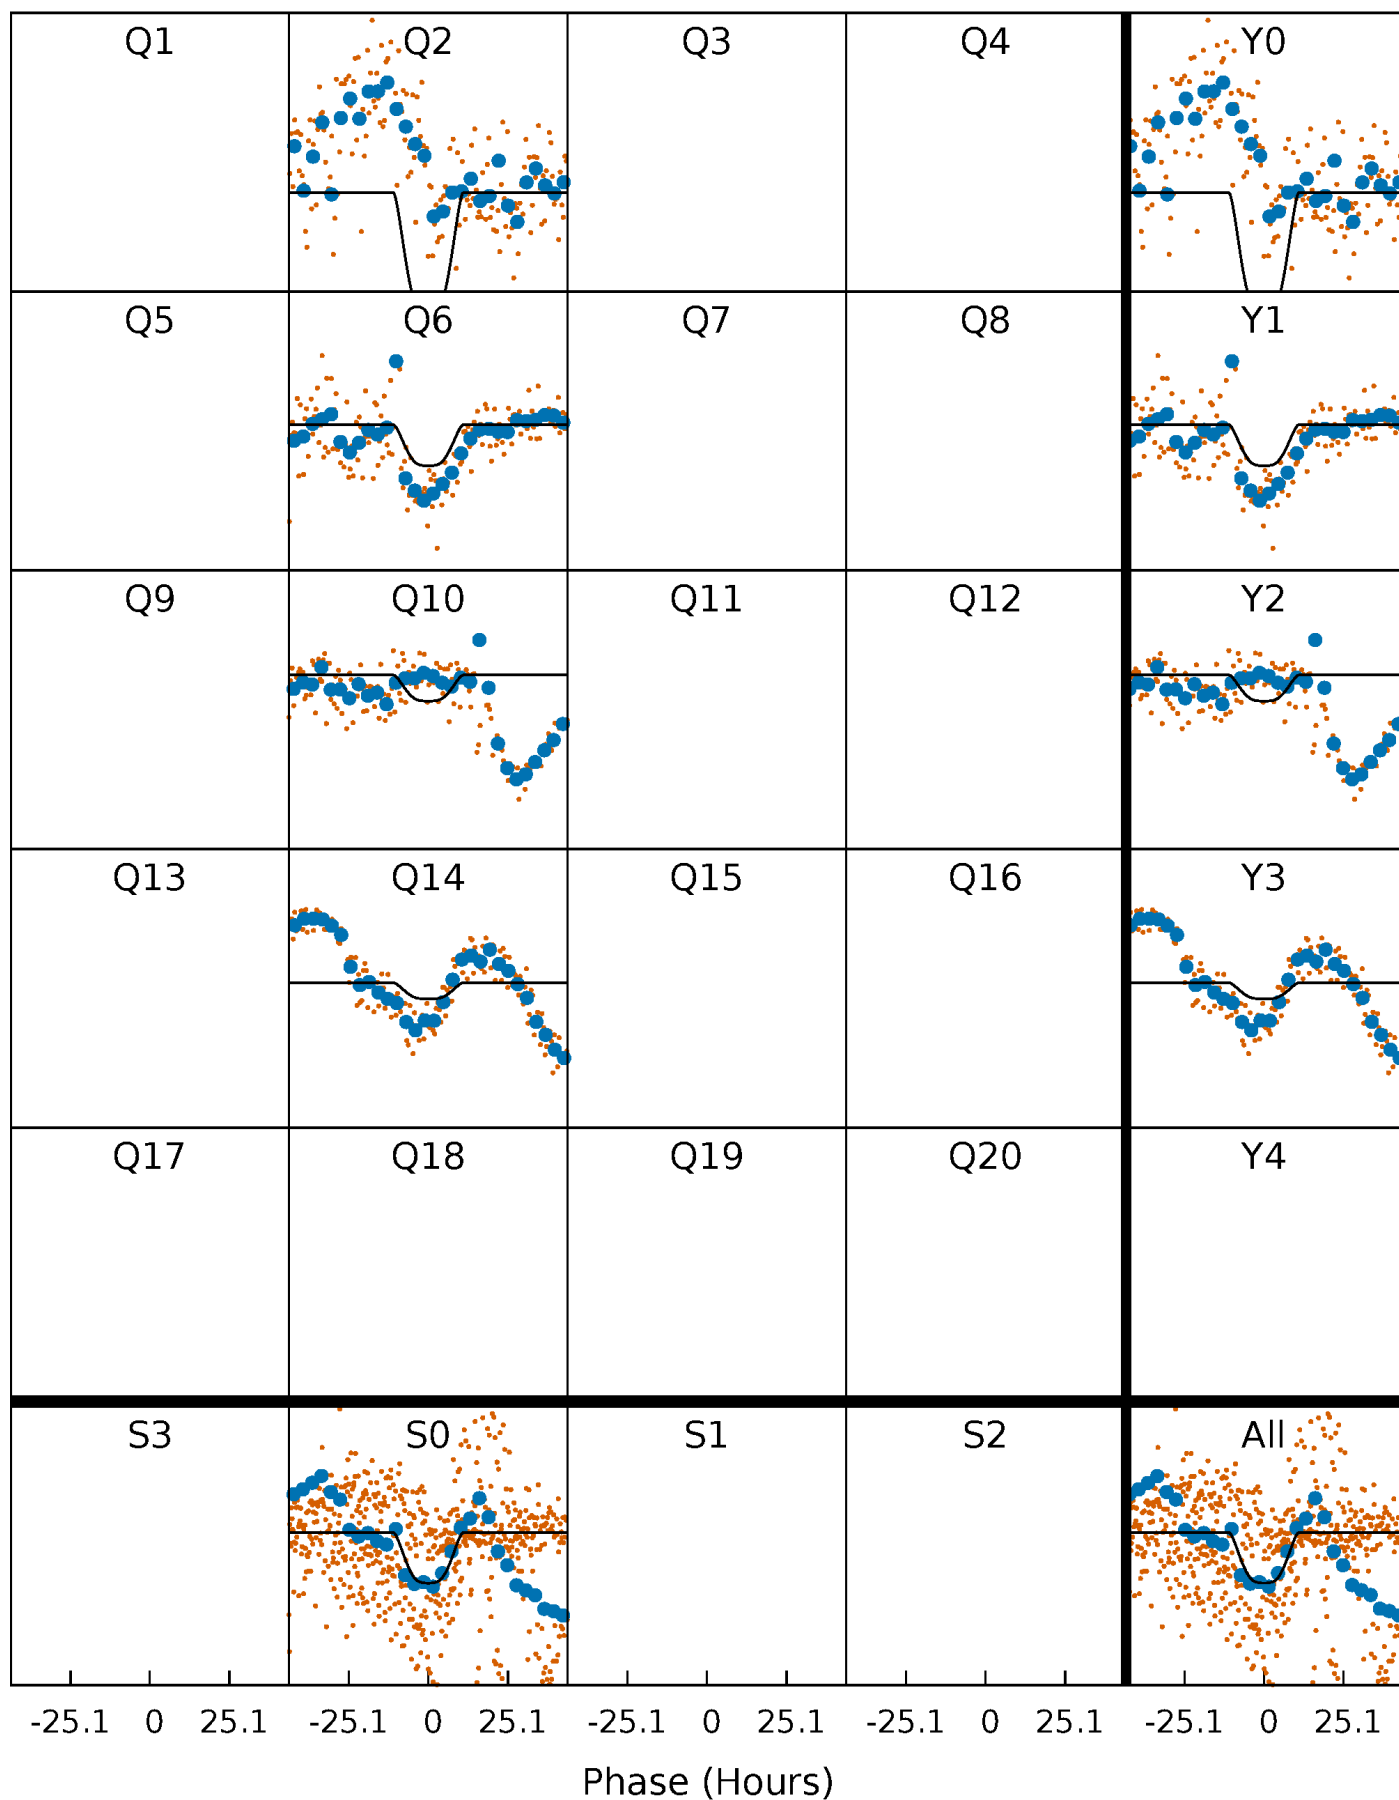 Q1 Q2 Q3 Q4 Y0
Q5 Q6 Q7 Q8 Y1
Q9 Q10 Q11 Q12 Y2
Q13 Q14 Q15 Q16 Y3
Q17 Q18 Q19 Q20 Y4
S3 S0 S1 S2 All
-25.1 0 25.1 -25.1 0 25.1 -25.1 0 25.1 -25.1 0 25.1 -25.1 0 25.1
Phase (Hours)